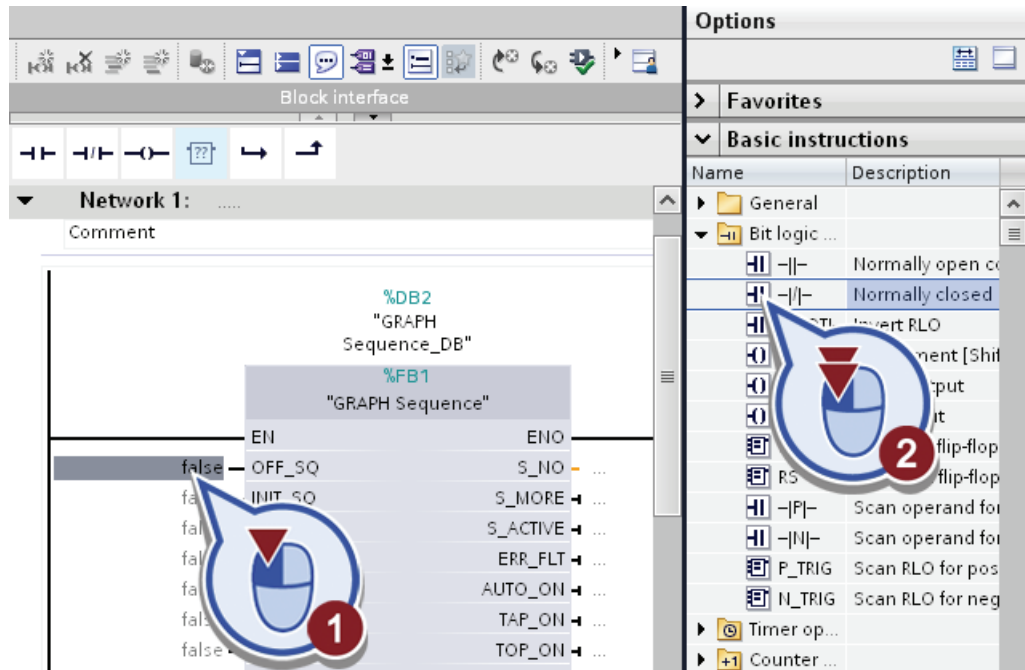 Options
Block interface
Favorites
Basic instructions
Name Description
??
Network 1: .....
Comment
General
Bit logic ...
-||- Normally open co
-|/|- Normally closed
Invert RLO
%DB2
"GRAPH
Sequence_DB"
%FB1
"GRAPH Sequence"
EN ENO
false OFF_SQ S_NO ...
INIT_SQ S_MORE ...
S_ACTIVE ...
ERR_FLT ...
AUTO_ON ...
TAP_ON ...
false TOP_ON ...
1
[Shif
flip-flop
RS flip-flop
-|P|- Scan operand for
-|N|- Scan operand for
P_TRIG Scan RLO for pos
N_TRIG Scan RLO for neg
Timer op...
+1 Counter ...
2